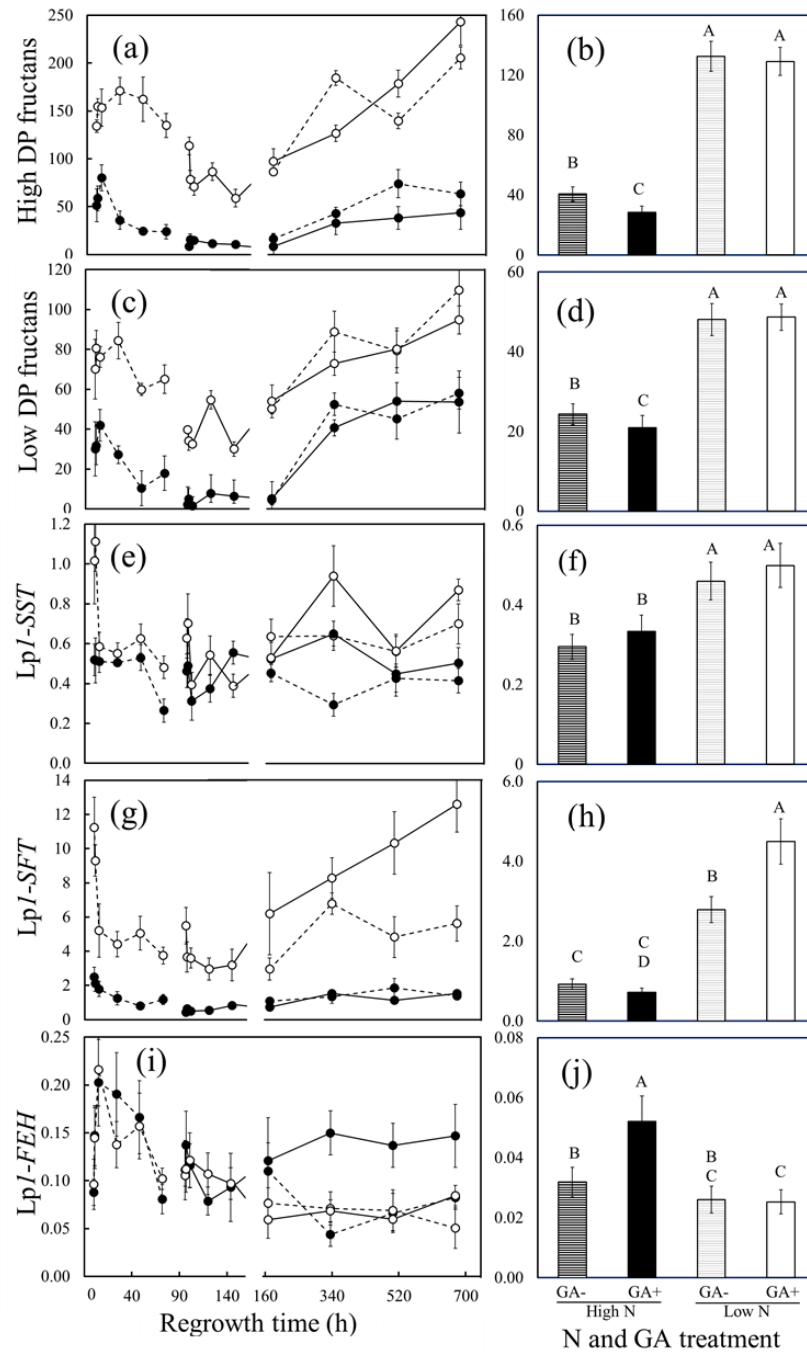 250
200
150
100
50
0
High DP fructans
(a)
160
120
80
40
0
(b)
B
C
A
A
120
100
80
60
40
20
0
Low DP fructans
(c)
60
40
20
0
(d)
B
C
A
A
1.2
1.0
0.8
0.6
0.4
0.2
0.0
Lp1-SST
(e)
0.6
0.4
0.2
0
(f)
B
B
A
A
14
12
10
8
6
4
2
0
Lp1-SFT
(g)
6.0
4.0
2.0
0.0
(h)
C
C
D
B
A
0.25
0.20
0.15
0.10
0.05
0.00
Lp1-FEH
(i)
0.08
0.06
0.04
0.02
0.00
(j)
B
A
B
C
C
0 40 90 140 160 340 520 700
Regrowth time (h)
GA- GA+ GA- GA+
High N Low N
N and GA treatment